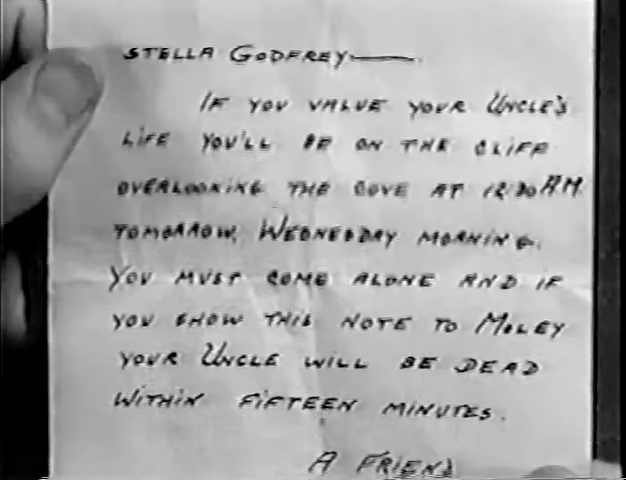 STELLA GODFREY——.
IF YOU VALUE YOUR UNCLE'S
LIFE YOU'LL BE ON THE CLIFF
OVERLOOKING THE COVE AT 12:30 A.M.
TOMORROW, WEDNESDAY MORNING.
YOU MUST COME ALONE AND IF
YOU SHOW THIS NOTE TO MOLEY
YOUR UNCLE WILL BE DEAD
WITHIN FIFTEEN MINUTES.
A FRIEND